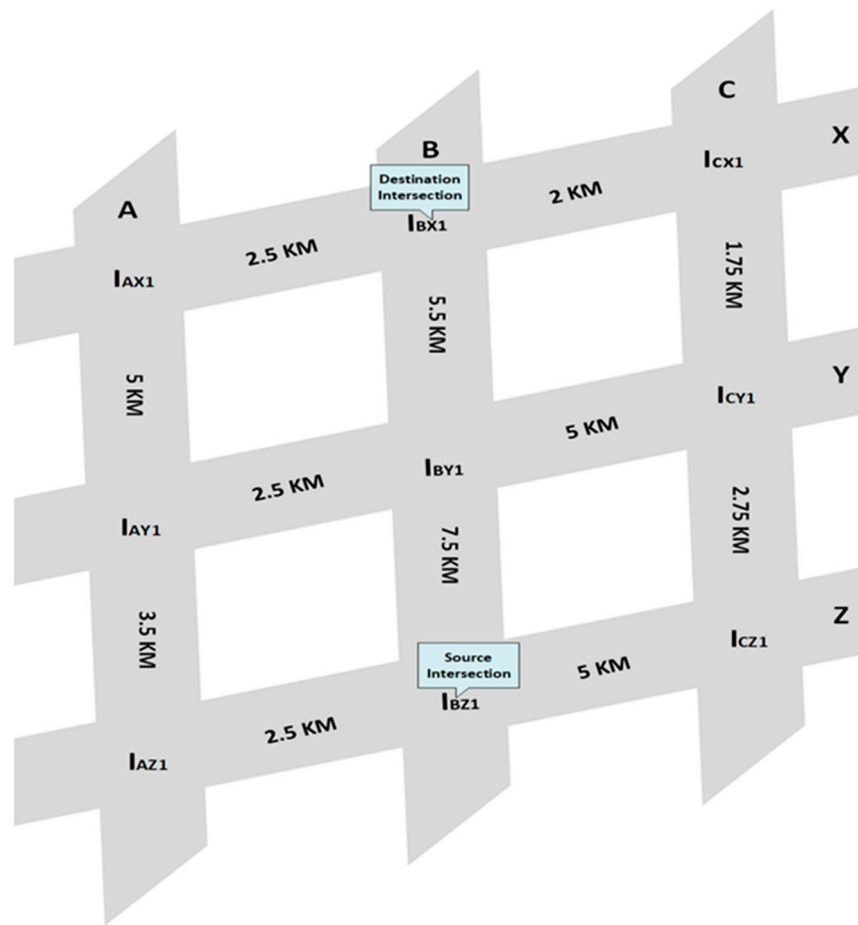 C
X
B
ICX1
Destination
Intersection
2 KM
A
IBX1
2.5 KM
IAX1
1.75 KM
5.5 KM
Y
5 KM
ICY1
5 KM
IBY1
2.5 KM
IAY1
2.75 KM
7.5 KM
Z
3.5 KM
ICZ1
Source
Intersection
5 KM
IBZ1
2.5 KM
IAZ1